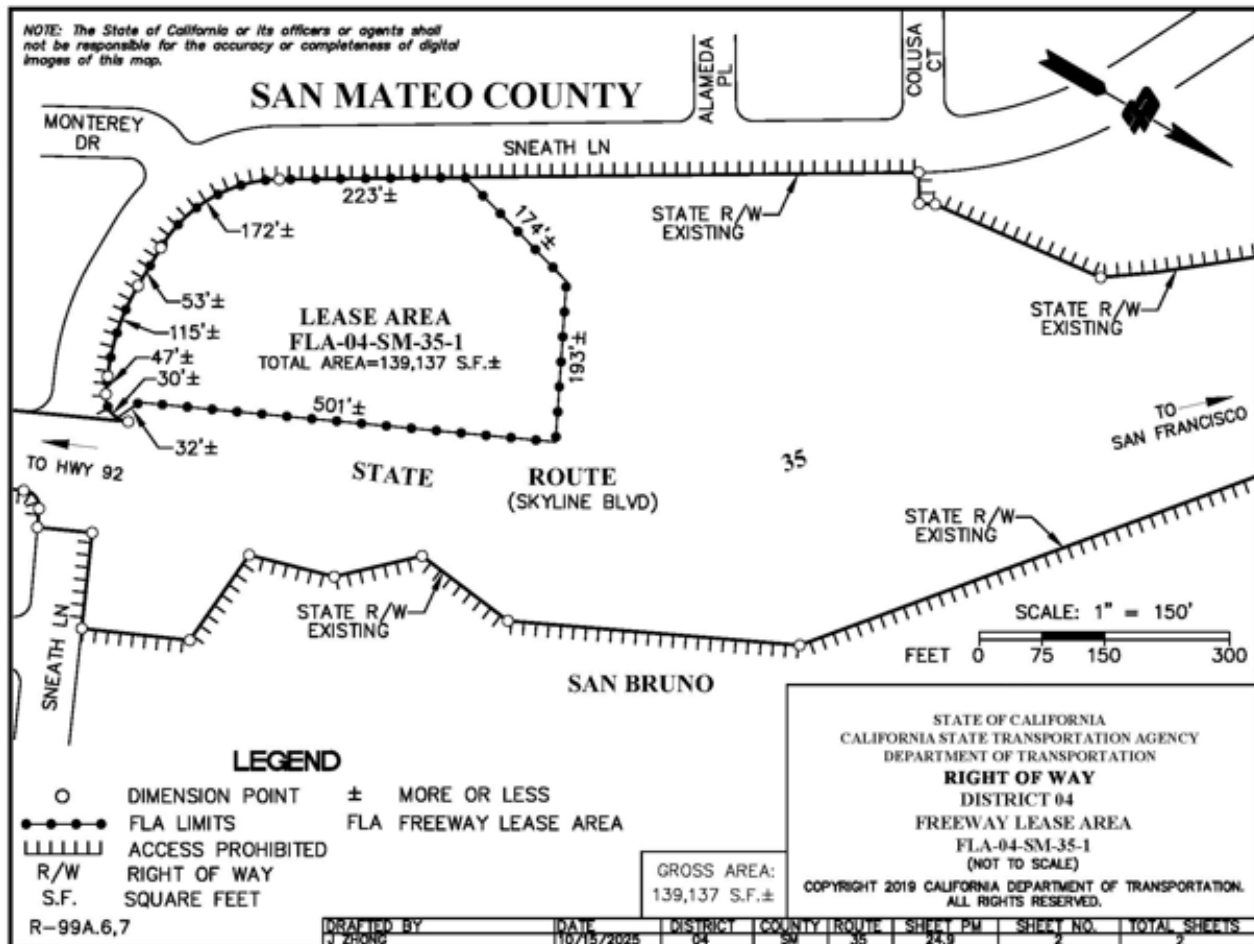 NOTE: The State of California or its officers or agents shall
not be responsible for the accuracy or completeness of digital
images of this map.
SAN MATEO COUNTY
MONTEREY
DR
ALAMEDA
PL
COLUSA
CT
SNEATH LN
223'±
172'±
174'±
STATE R/W
EXISTING
53'±
115'±
LEASE AREA
FLA-04-SM-35-1
TOTAL AREA=139,137 S.F.±
193'±
STATE R/W
EXISTING
47'±
30'±
501'±
32'±
TO
SAN FRANCISCO
TO HWY 92
STATE ROUTE 35
(SKYLINE BLVD)
STATE R/W
EXISTING
STATE R/W
EXISTING
SNEATH LN
SCALE: 1" = 150'
FEET 0 75 150 300
SAN BRUNO
LEGEND
DIMENSION POINT ± MORE OR LESS
FLA LIMITS FLA FREEWAY LEASE AREA
ACCESS PROHIBITED
R/W RIGHT OF WAY
S.F. SQUARE FEET
R-99A.6,7
GROSS AREA:
139,137 S.F.±
STATE OF CALIFORNIA
CALIFORNIA STATE TRANSPORTATION AGENCY
DEPARTMENT OF TRANSPORTATION
RIGHT OF WAY
DISTRICT 04
FREEWAY LEASE AREA
FLA-04-SM-35-1
(NOT TO SCALE)
COPYRIGHT 2019 CALIFORNIA DEPARTMENT OF TRANSPORTATION.
ALL RIGHTS RESERVED.
DRAFTED BY DATE DISTRICT COUNTY ROUTE SHEET PM SHEET NO. TOTAL SHEETS
J ZHONG 10/15/2025 04 SM 35 24.9 2 2